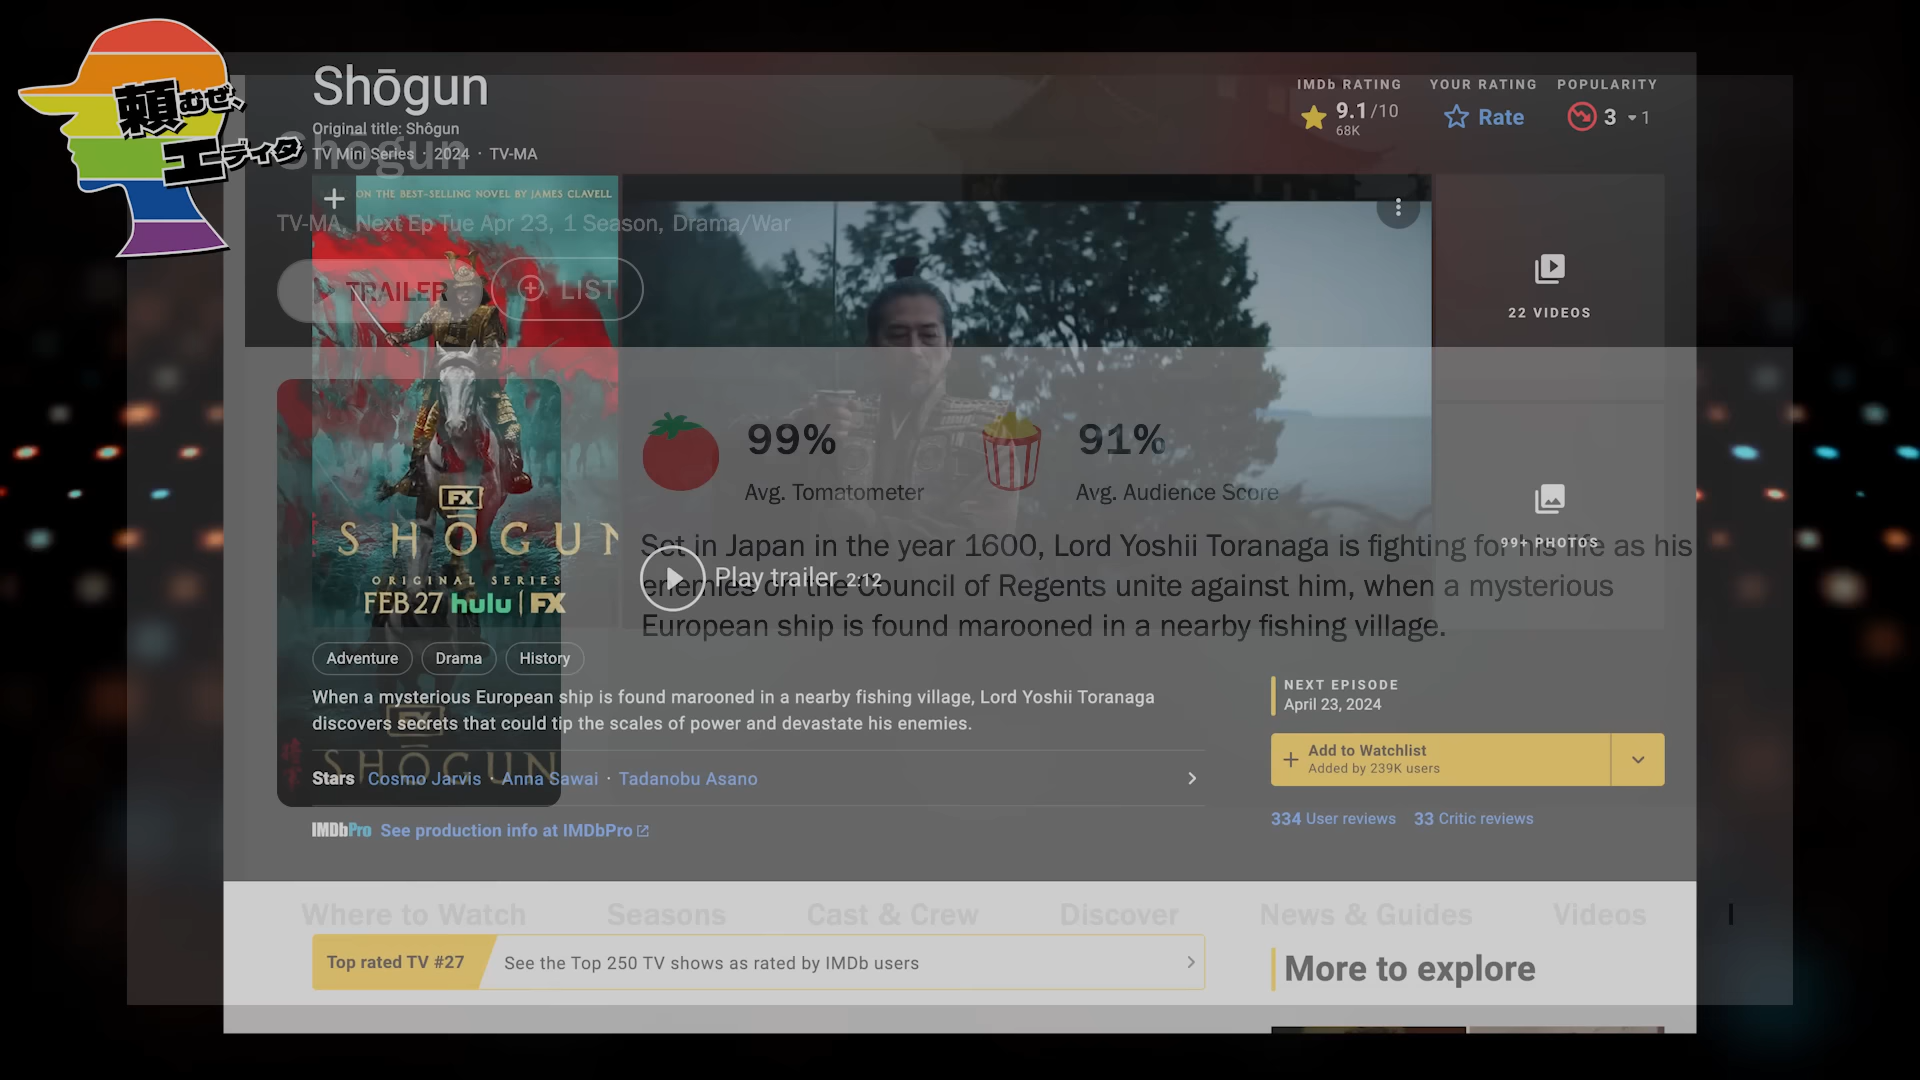 頼むぜ、
エディタ
Shōgun
Original title: Shôgun
TV Mini Series · 2024 · TV-MA
IMDb RATING
9.1/10
68K
YOUR RATING
Rate
POPULARITY
3
1
Shōgun
TV-MA, Next Ep Tue Apr 23, 1 Season, Drama/War
TRAILER
LIST
ON THE BEST-SELLING NOVEL BY JAMES CLAVELL
FX
SHŌGUN
ORIGINAL SERIES
FEB 27 hulu | FX
22 VIDEOS
99+ PHOTOS
99%
Avg. Tomatometer
91%
Avg. Audience Score
Set in Japan in the year 1600, Lord Yoshii Toranaga is fighting for his life as his
enemies on the Council of Regents unite against him, when a mysterious
European ship is found marooned in a nearby fishing village.
Play trailer 2:12
Adventure
Drama
History
When a mysterious European ship is found marooned in a nearby fishing village, Lord Yoshii Toranaga
discovers secrets that could tip the scales of power and devastate his enemies.
FX
SHŌGUN
Stars Cosmo Jarvis · Anna Sawai · Tadanobu Asano
IMDbPro See production info at IMDbPro
NEXT EPISODE
April 23, 2024
Add to Watchlist
Added by 239K users
334 User reviews 33 Critic reviews
Where to Watch
Seasons
Cast & Crew
Discover
News & Guides
Videos
Top rated TV #27
See the Top 250 TV shows as rated by IMDb users
More to explore